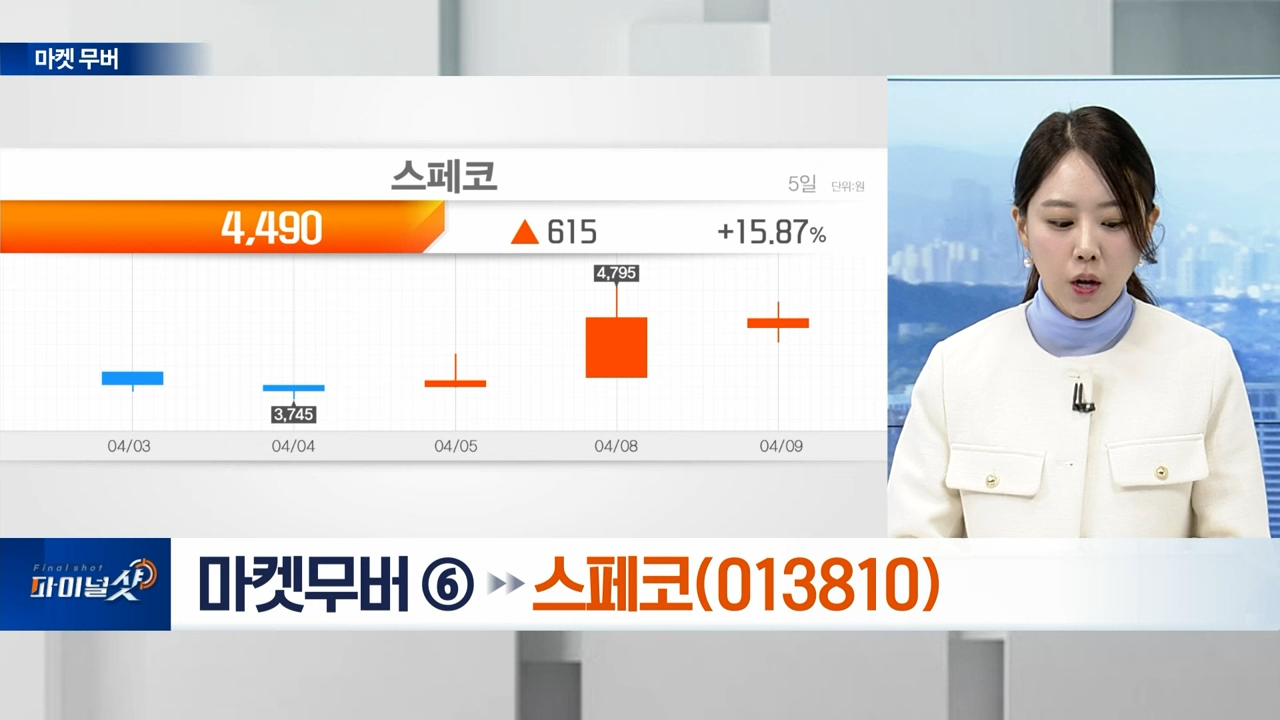 마켓 무버
스페코
5일 단위:원
4,490 ▲ 615 +15.87%
4,795
3,745
04/03 04/04 04/05 04/08 04/09
Final shot
파이널샷
마켓무버 ⑥ 스페코(013810)